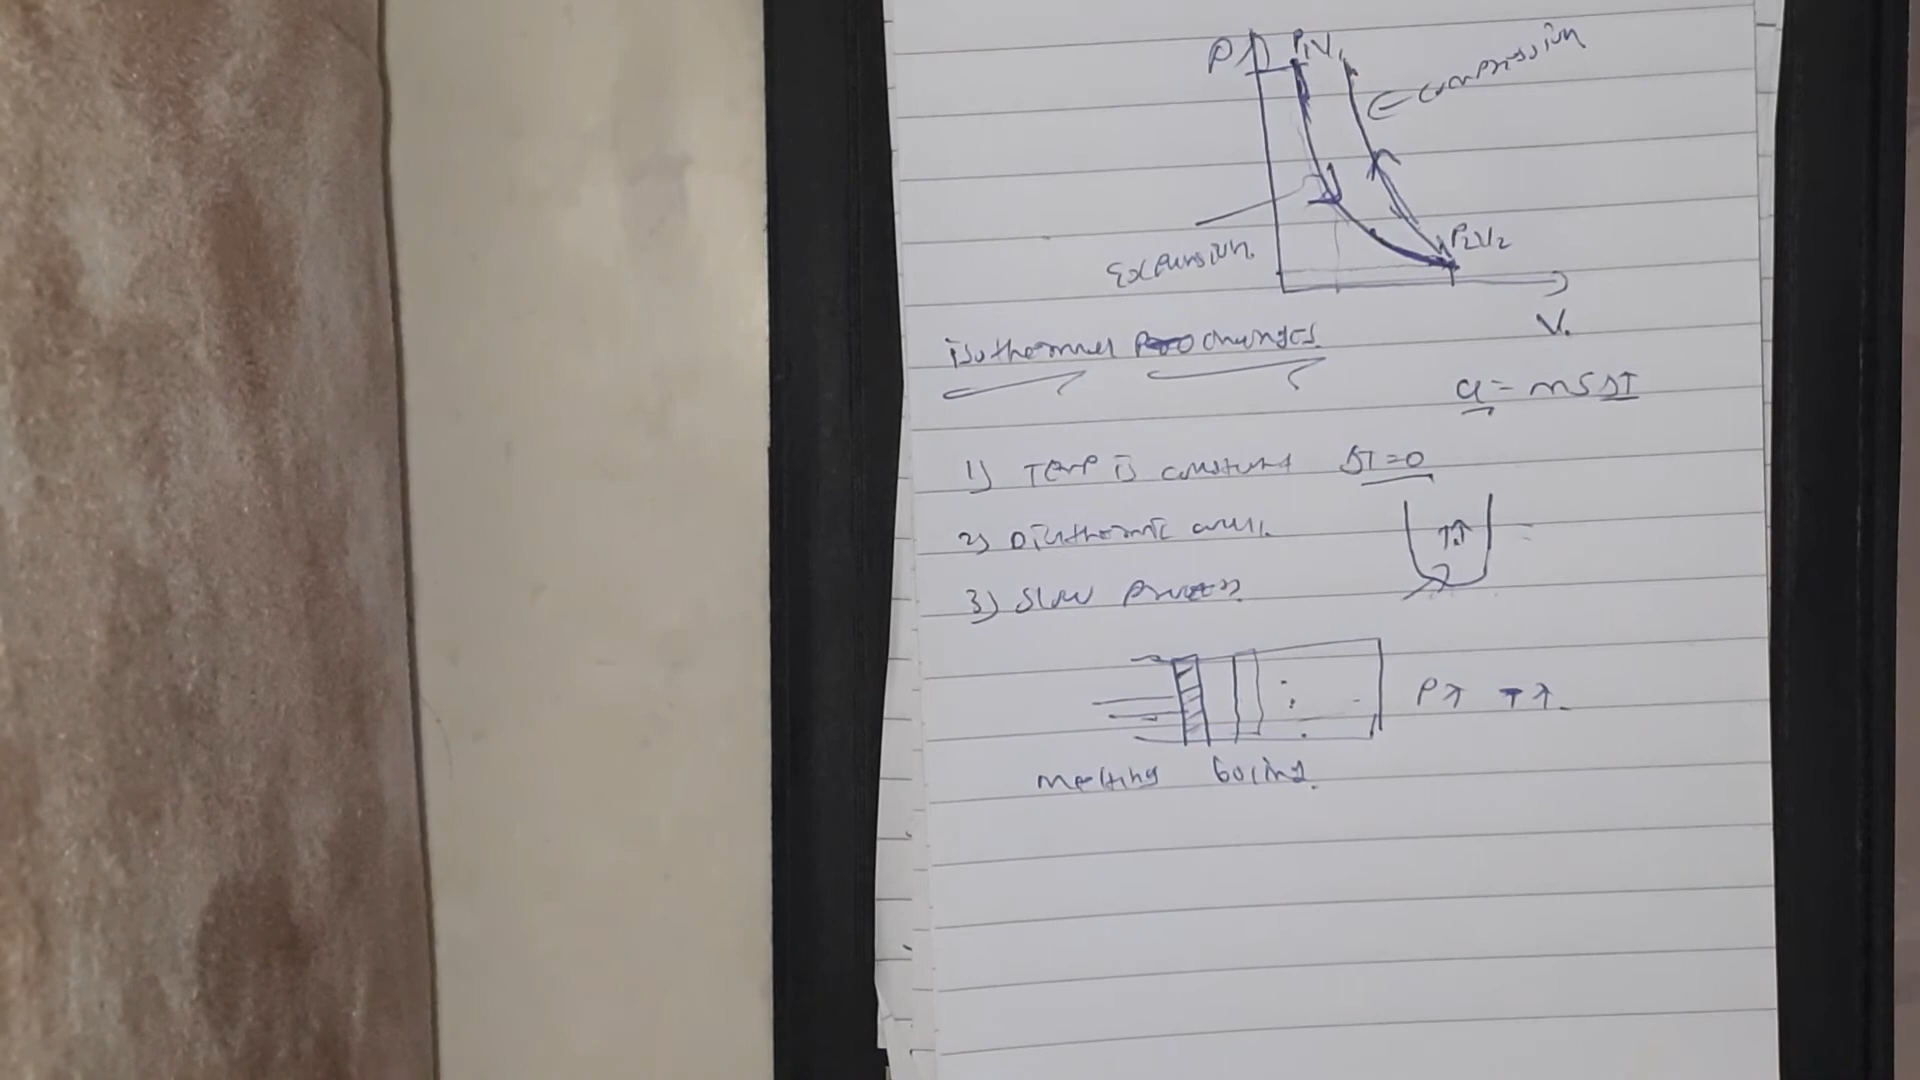 P P₁V₁
compression
P₂V₂
Expansion.
V.
isothermal changes.
Q = mSΔT
1) Temp is constant ΔT=0
2) Diathermic wall.
3) Slow process
P↑ T↑.
melting boiing.